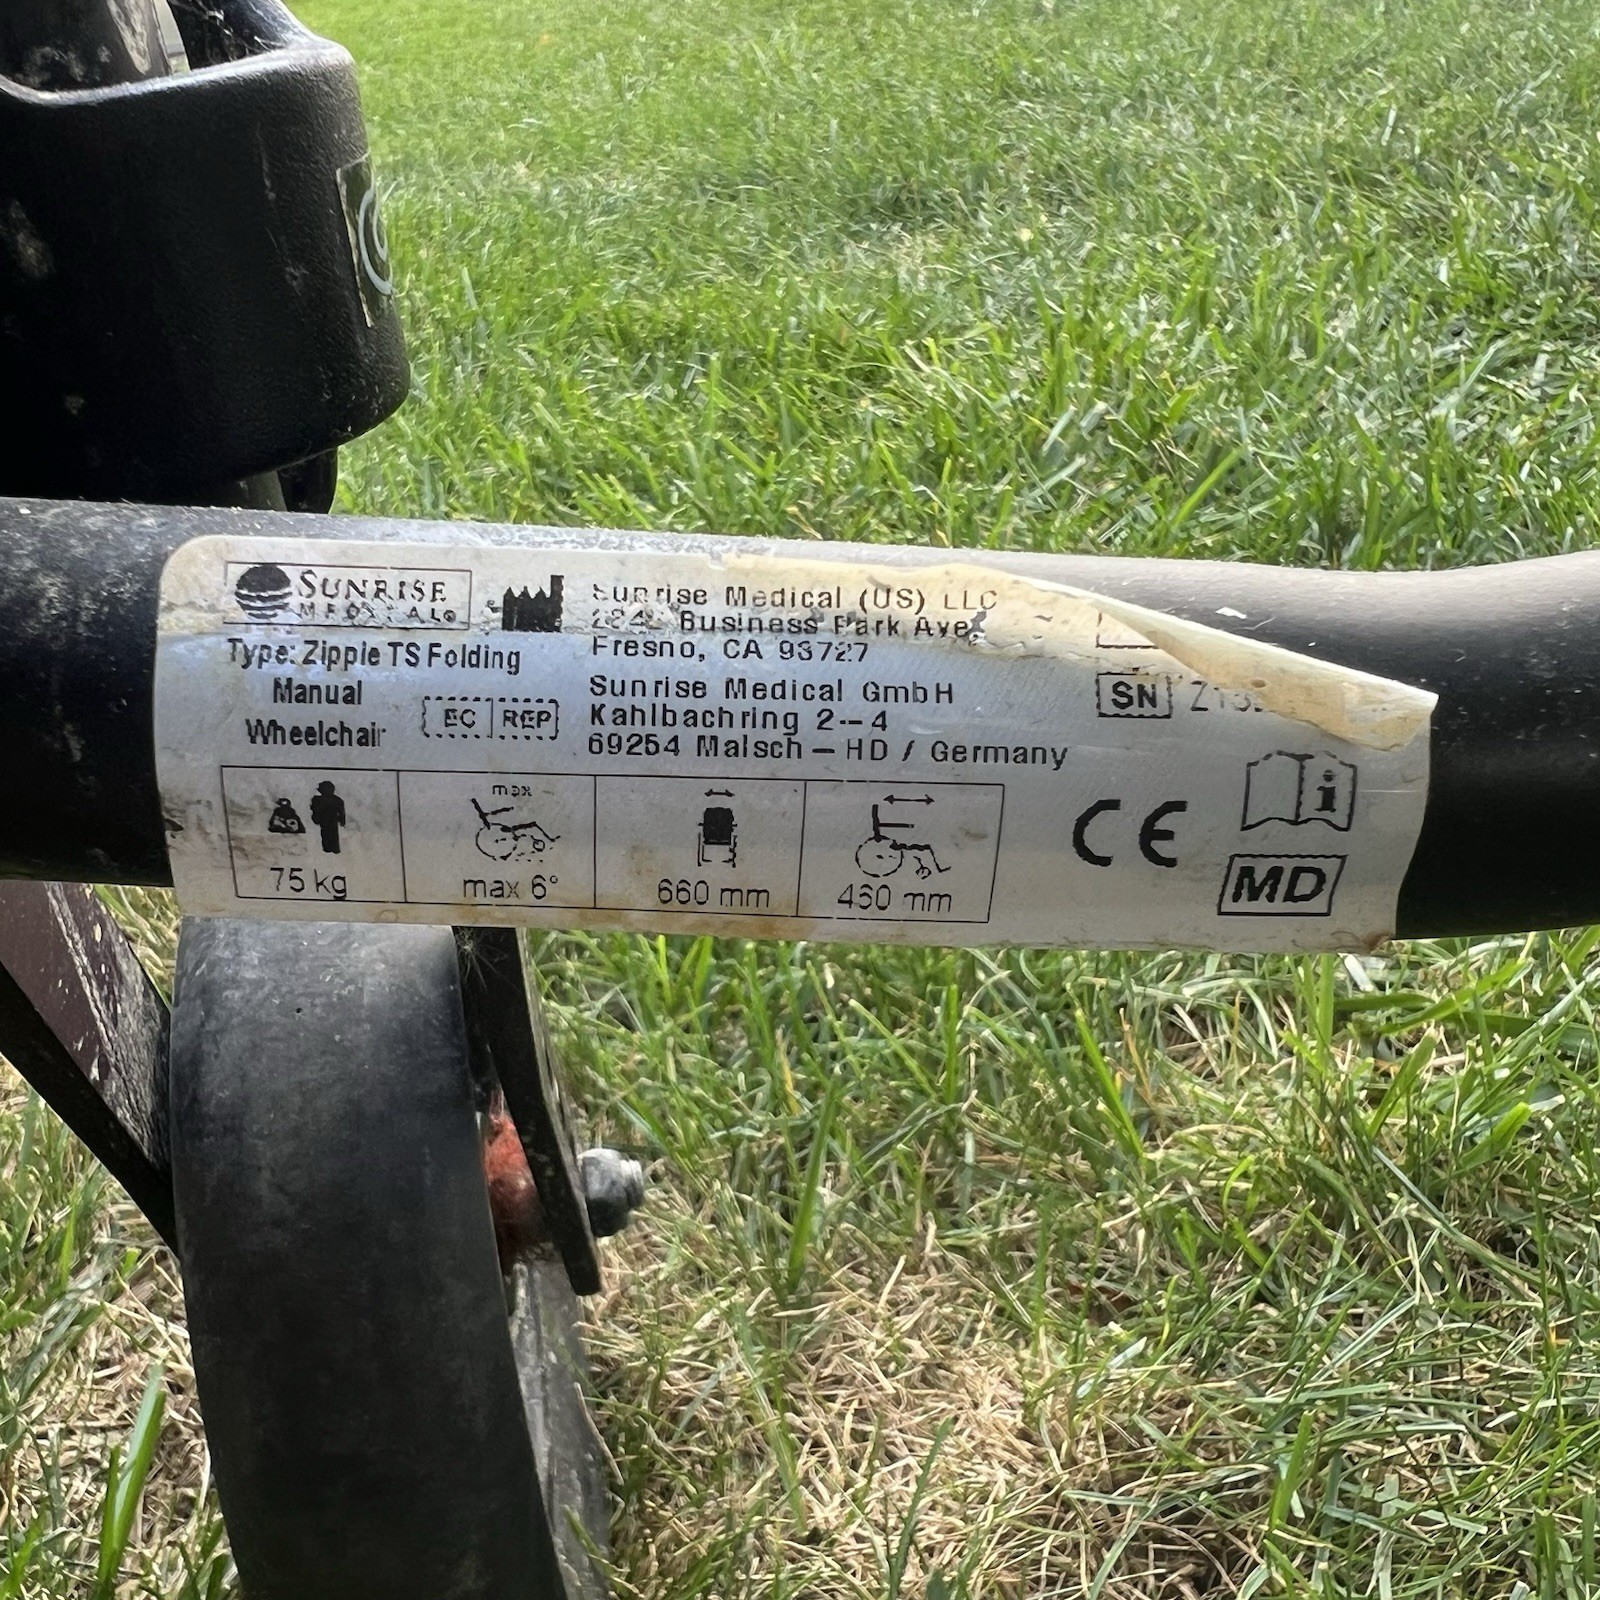 SUNRISE
MEDICAL
Type: Zippie TS Folding
Manual
Wheelchair
Sunrise Medical (US) LLC
Business Park Ave,
Fresno, CA 93727
EC REP
Sunrise Medical GmbH
Kahlbachring 2-4
69254 Malsch - HD / Germany
SN
kg
75 kg
max
max 6°
660 mm
460 mm
CE
i
MD